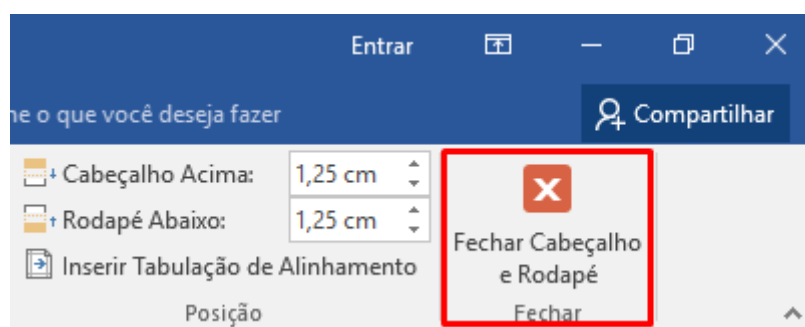 Entrar
o que você deseja fazer
Compartilhar
Cabeçalho Acima: 1,25 cm
Rodapé Abaixo: 1,25 cm
Inserir Tabulação de Alinhamento
Fechar Cabeçalho
e Rodapé
Posição
Fechar